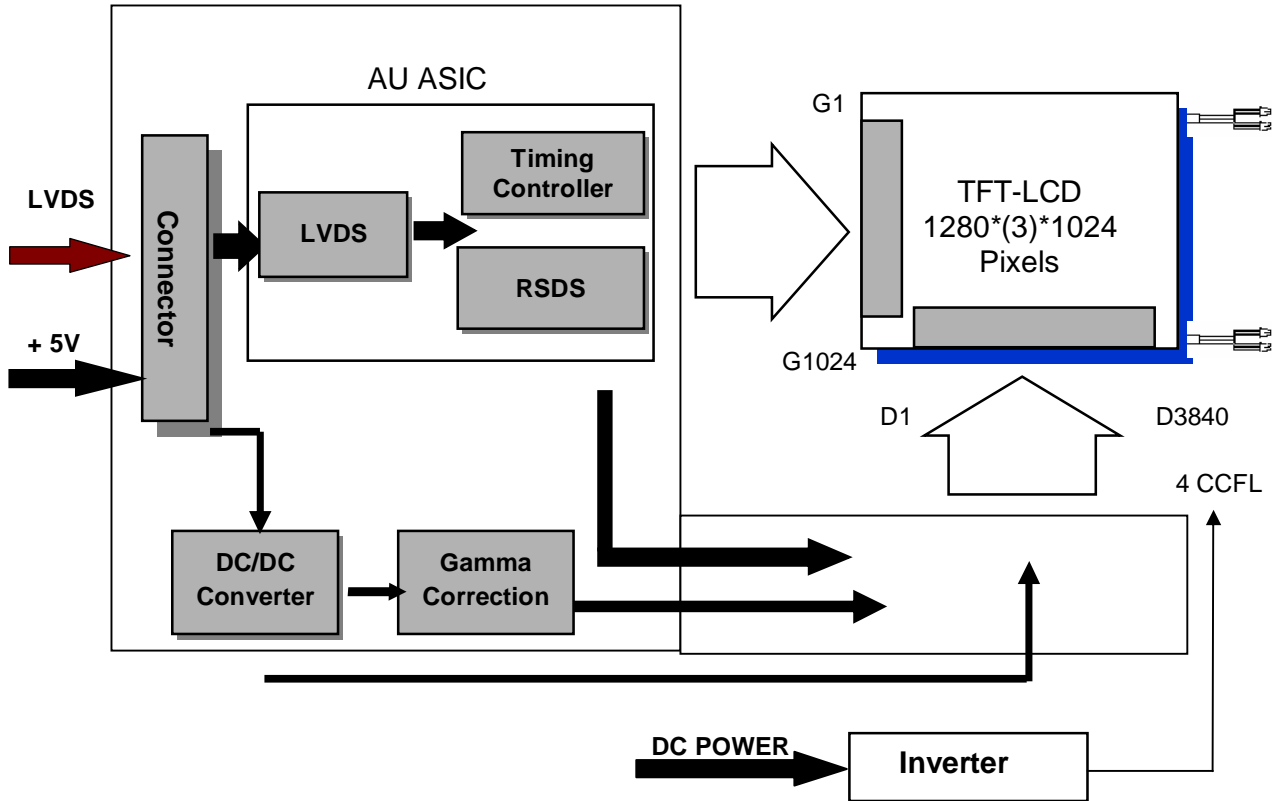 AU ASIC
G1
Timing
Controller
LVDS
Connector
LVDS
RSDS
TFT-LCD
1280*(3)*1024
Pixels
+ 5V
G1024
D1
D3840
4 CCFL
DC/DC
Converter
Gamma
Correction
DC POWER
Inverter